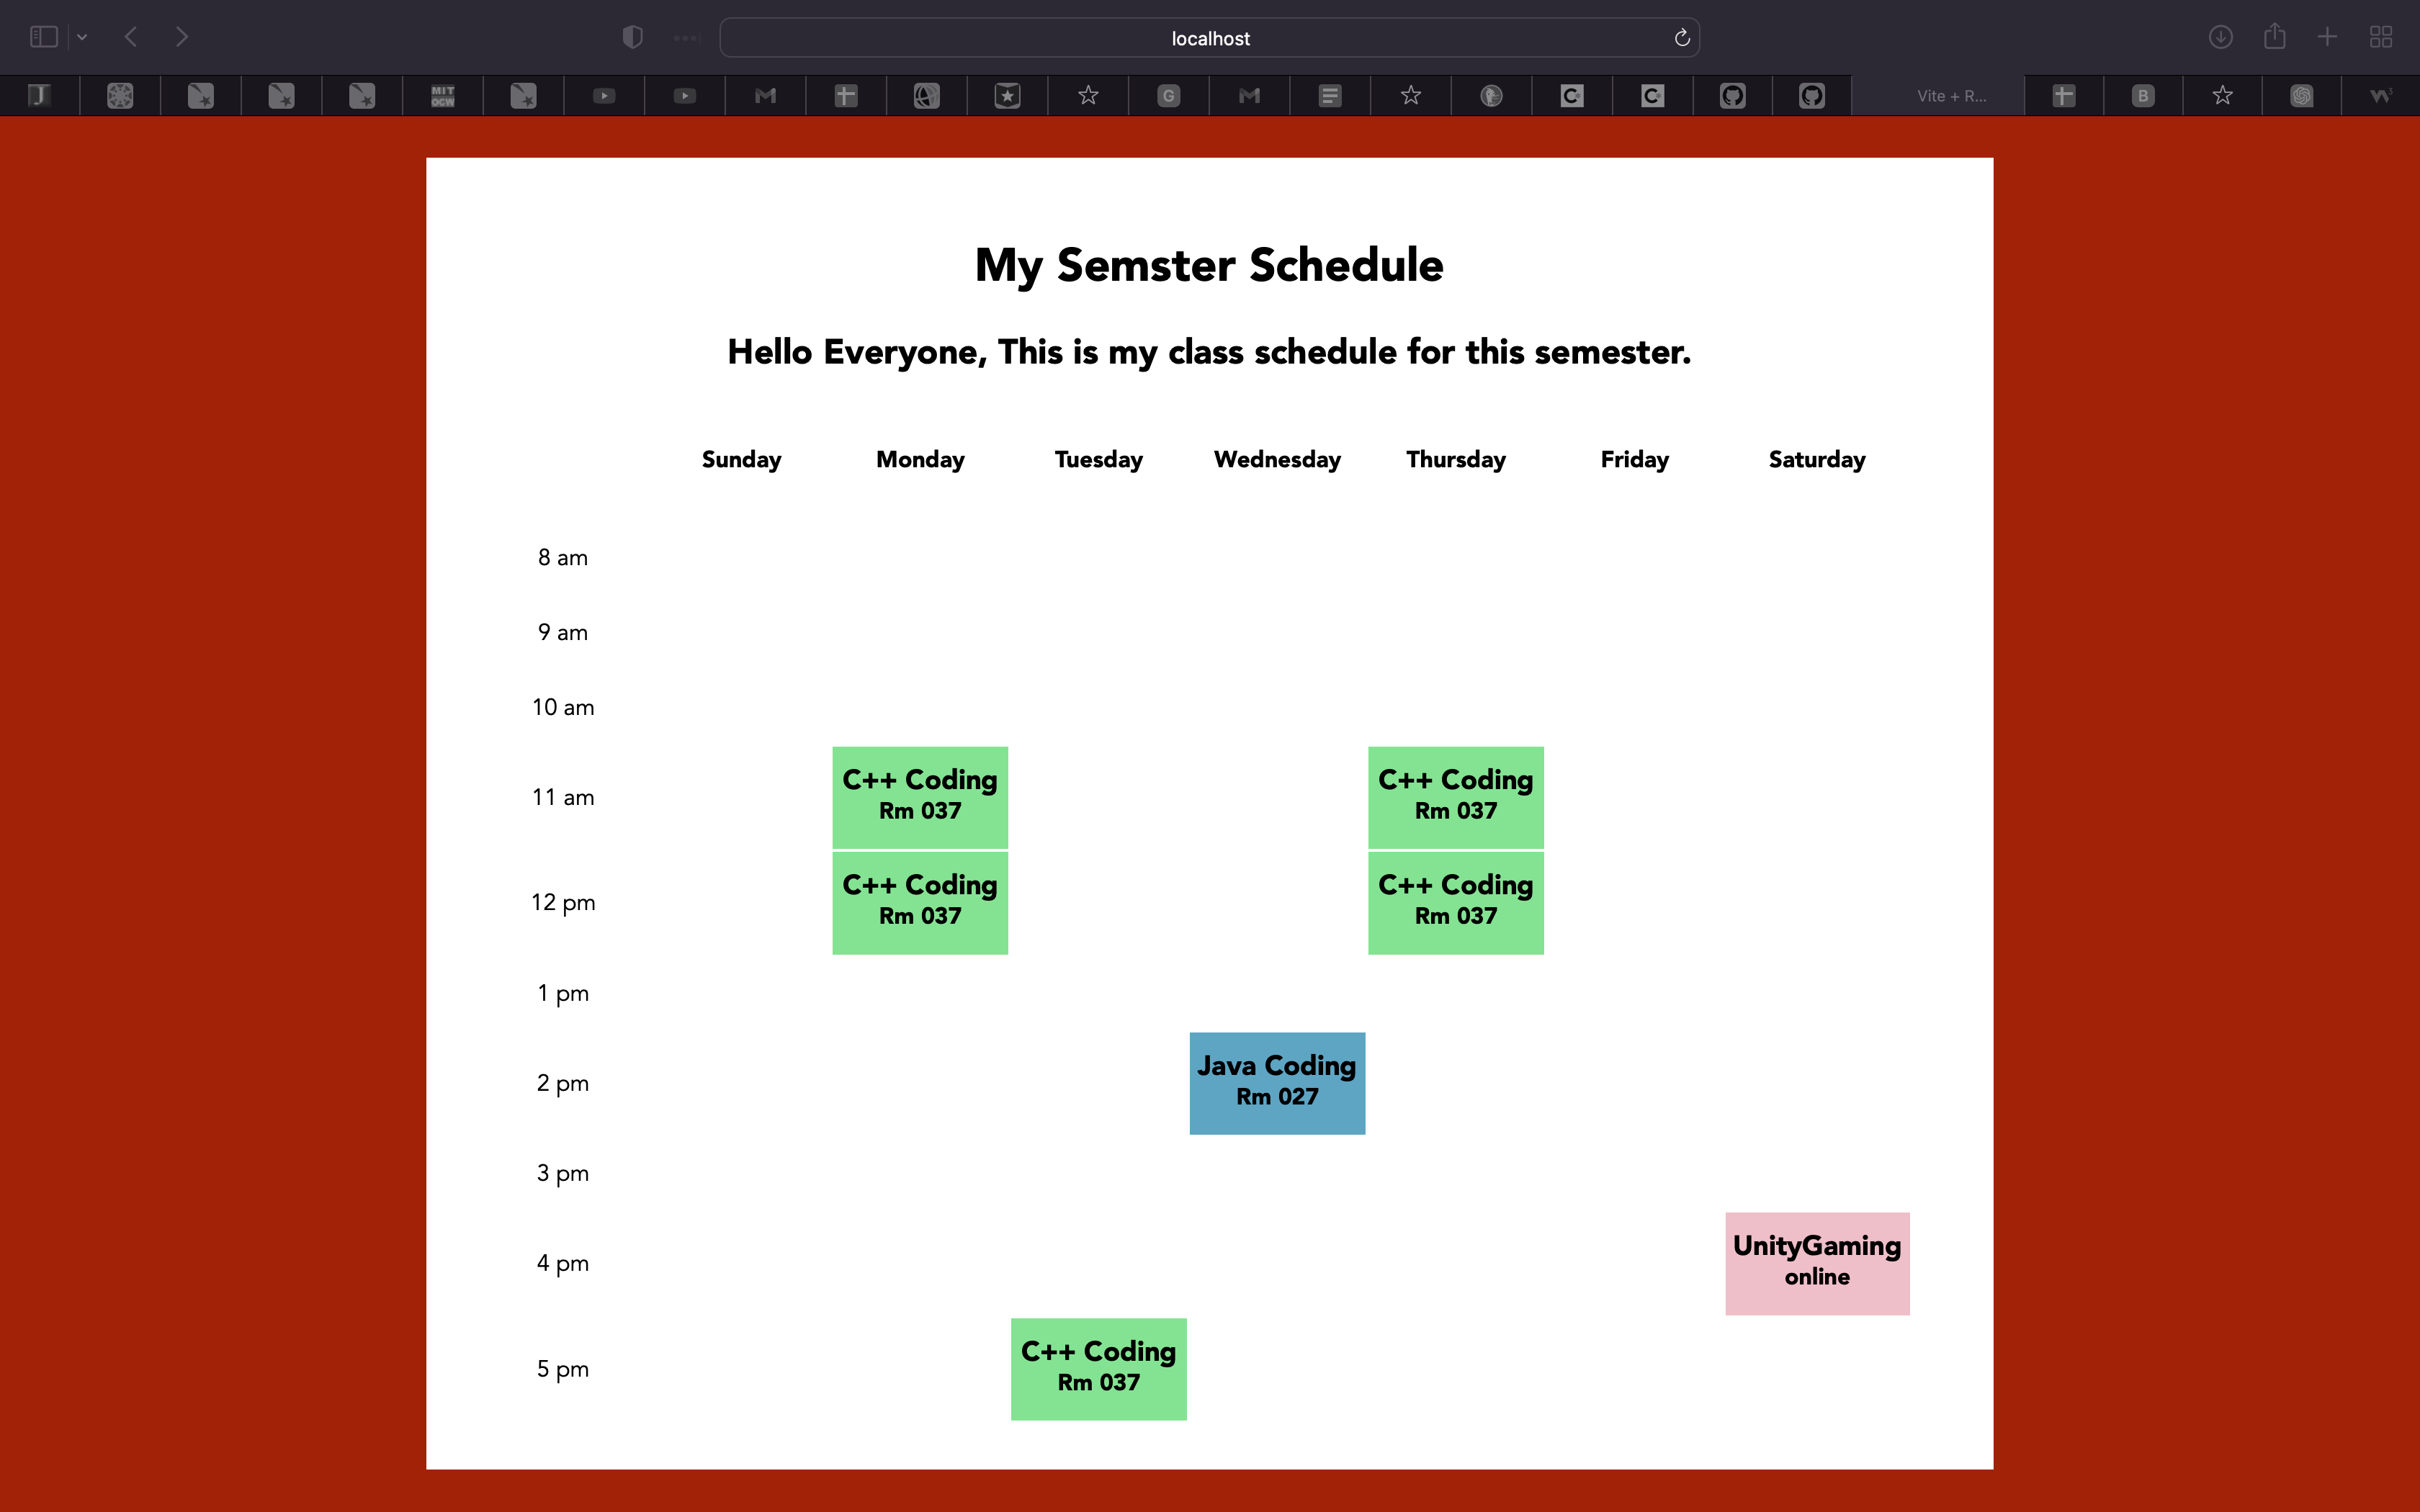 localhost
J
MIT
OCW
G
C
C
Vite + R...
B
W3
My Semster Schedule
Hello Everyone, This is my class schedule for this semester.
Sunday Monday Tuesday Wednesday Thursday Friday Saturday
8 am
9 am
10 am
11 am C++ Coding C++ Coding
Rm 037 Rm 037
12 pm C++ Coding C++ Coding
Rm 037 Rm 037
1 pm
2 pm Java Coding
Rm 027
3 pm
4 pm UnityGaming
online
5 pm C++ Coding
Rm 037